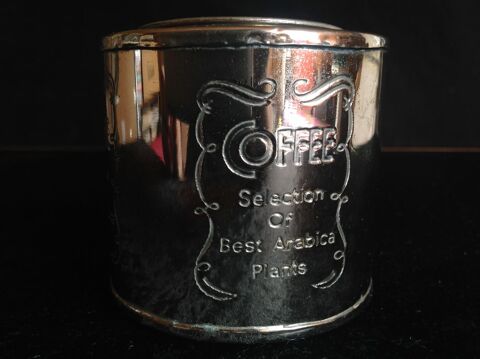 COFFEE
Selection
Of
Best Arabica
Plants